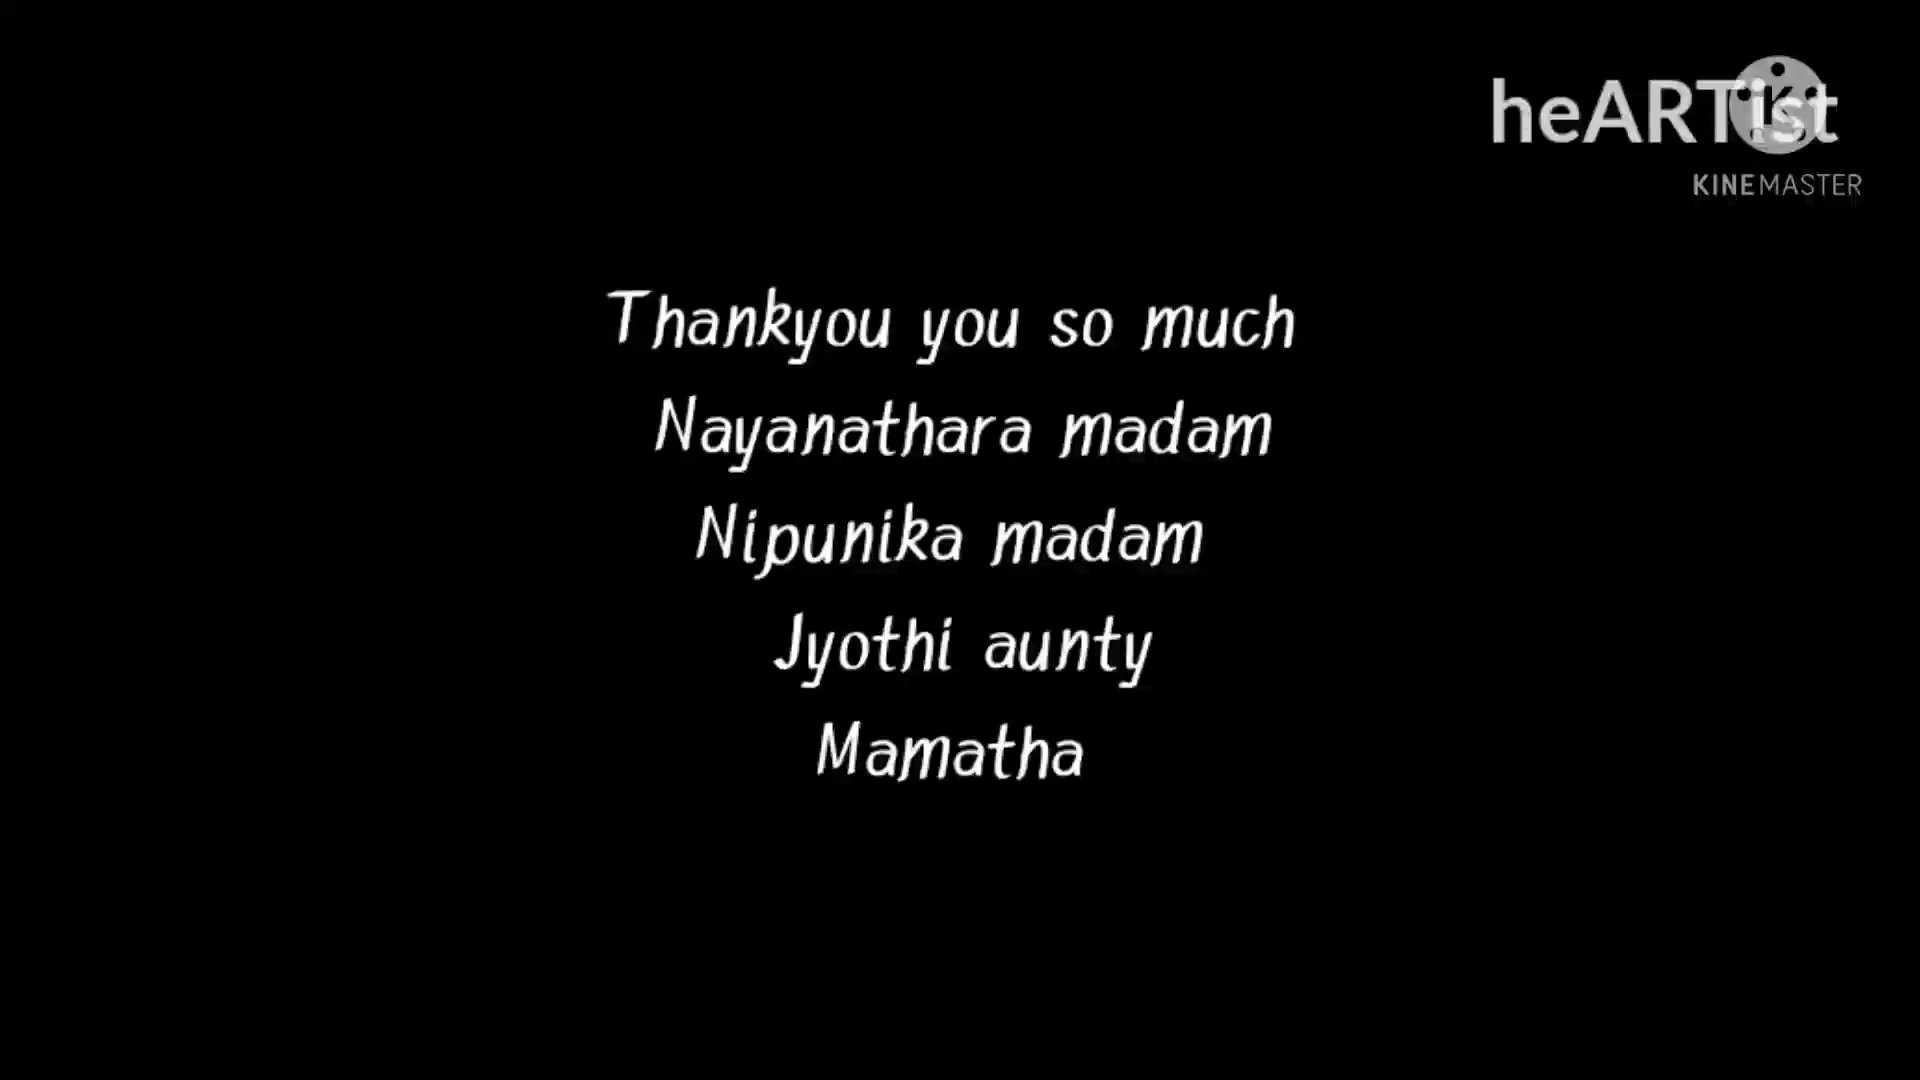 heARTist
KINEMASTER
Thankyou you so much
Nayanathara madam
Nipunika madam
Jyothi aunty
Mamatha